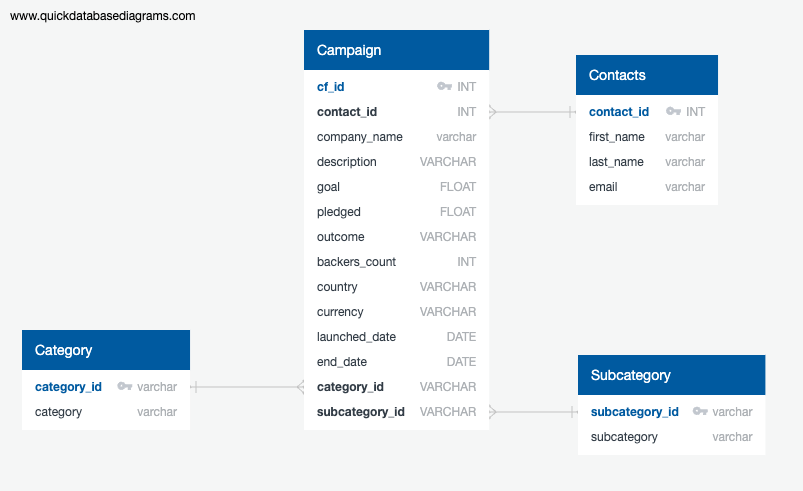 www.quickdatabasediagrams.com
Campaign
cf_id INT
contact_id INT
company_name varchar
description VARCHAR
goal FLOAT
pledged FLOAT
outcome VARCHAR
backers_count INT
country VARCHAR
currency VARCHAR
launched_date DATE
end_date DATE
category_id VARCHAR
subcategory_id VARCHAR
Contacts
contact_id INT
first_name varchar
last_name varchar
email varchar
Category
category_id varchar
category varchar
Subcategory
subcategory_id varchar
subcategory varchar